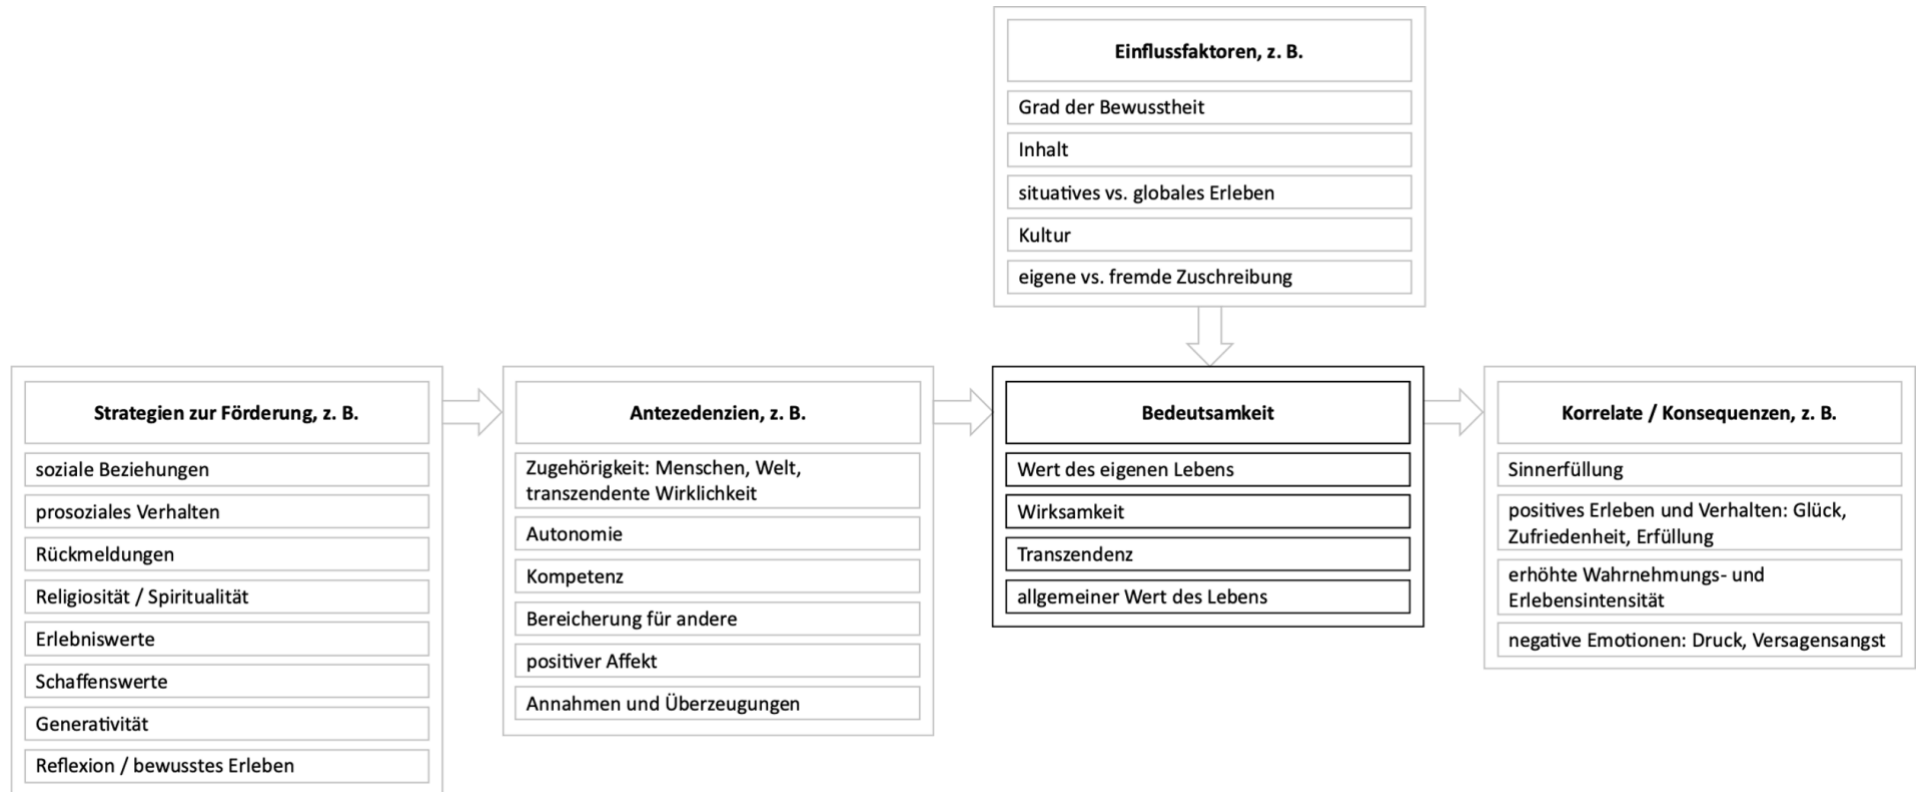 Einflussfaktoren, z. B.
Grad der Bewusstheit
Inhalt
situatives vs. globales Erleben
Kultur
eigene vs. fremde Zuschreibung
Strategien zur Förderung, z. B.
soziale Beziehungen
prosoziales Verhalten
Rückmeldungen
Religiosität / Spiritualität
Erlebniswerte
Schaffenswerte
Generativität
Reflexion / bewusstes Erleben
Antezedenzien, z. B.
Zugehörigkeit: Menschen, Welt,
transzendente Wirklichkeit
Autonomie
Kompetenz
Bereicherung für andere
positiver Affekt
Annahmen und Überzeugungen
Bedeutsamkeit
Wert des eigenen Lebens
Wirksamkeit
Transzendenz
allgemeiner Wert des Lebens
Korrelate / Konsequenzen, z. B.
Sinnerfüllung
positives Erleben und Verhalten: Glück,
Zufriedenheit, Erfüllung
erhöhte Wahrnehmungs- und
Erlebensintensität
negative Emotionen: Druck, Versagensangst